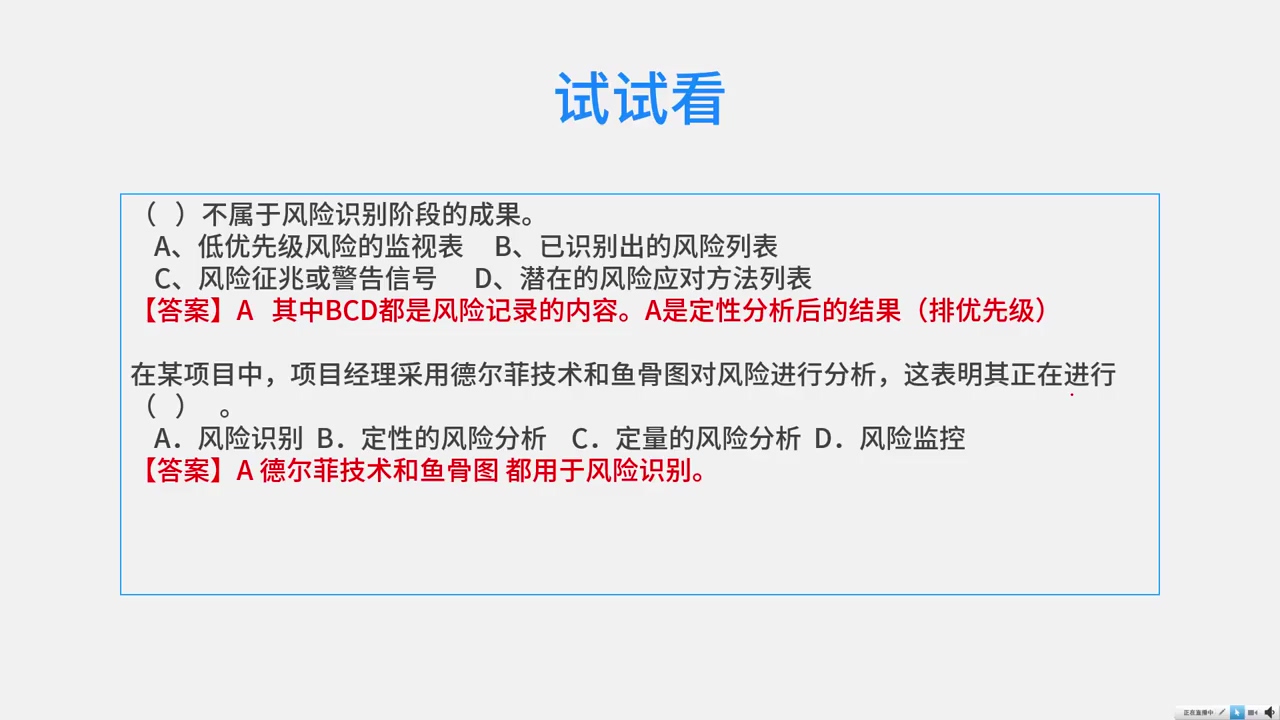 试试看
（ ）不属于风险识别阶段的成果。
A、低优先级风险的监视表 B、已识别出的风险列表
C、风险征兆或警告信号 D、潜在的风险应对方法列表
【答案】A 其中BCD都是风险记录的内容。A是定性分析后的结果（排优先级）
在某项目中，项目经理采用德尔菲技术和鱼骨图对风险进行分析，这表明其正在进行
（ ） 。
A．风险识别 B．定性的风险分析 C．定量的风险分析 D．风险监控
【答案】A 德尔菲技术和鱼骨图 都用于风险识别。
正在直播中